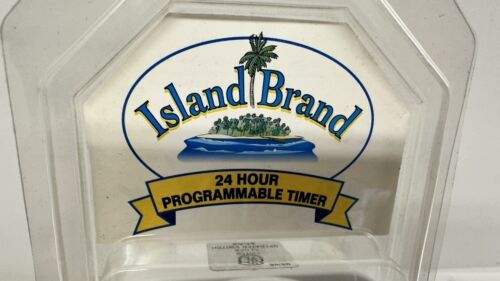 Island Brand
24 HOUR
PROGRAMMABLE TIMER